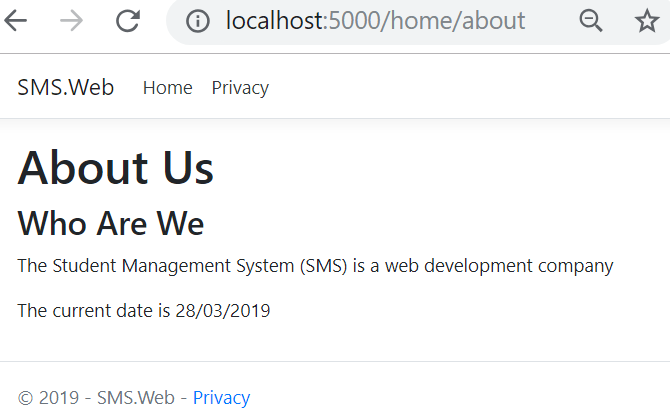 localhost:5000/home/about
SMS.Web Home Privacy
About Us
Who Are We
The Student Management System (SMS) is a web development company
The current date is 28/03/2019
© 2019 - SMS.Web - Privacy